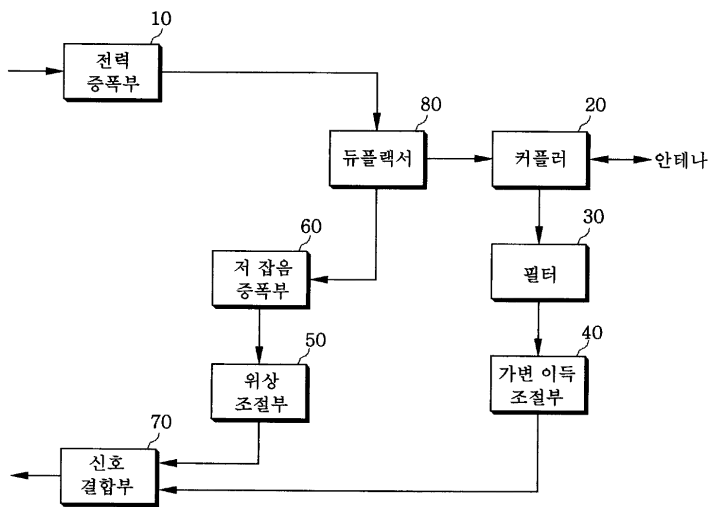 10
전력
증폭부
80
듀플랙서
20
커플러
안테나
60
저 잡음
증폭부
30
필터
50
위상
조절부
40
가변 이득
조절부
70
신호
결합부